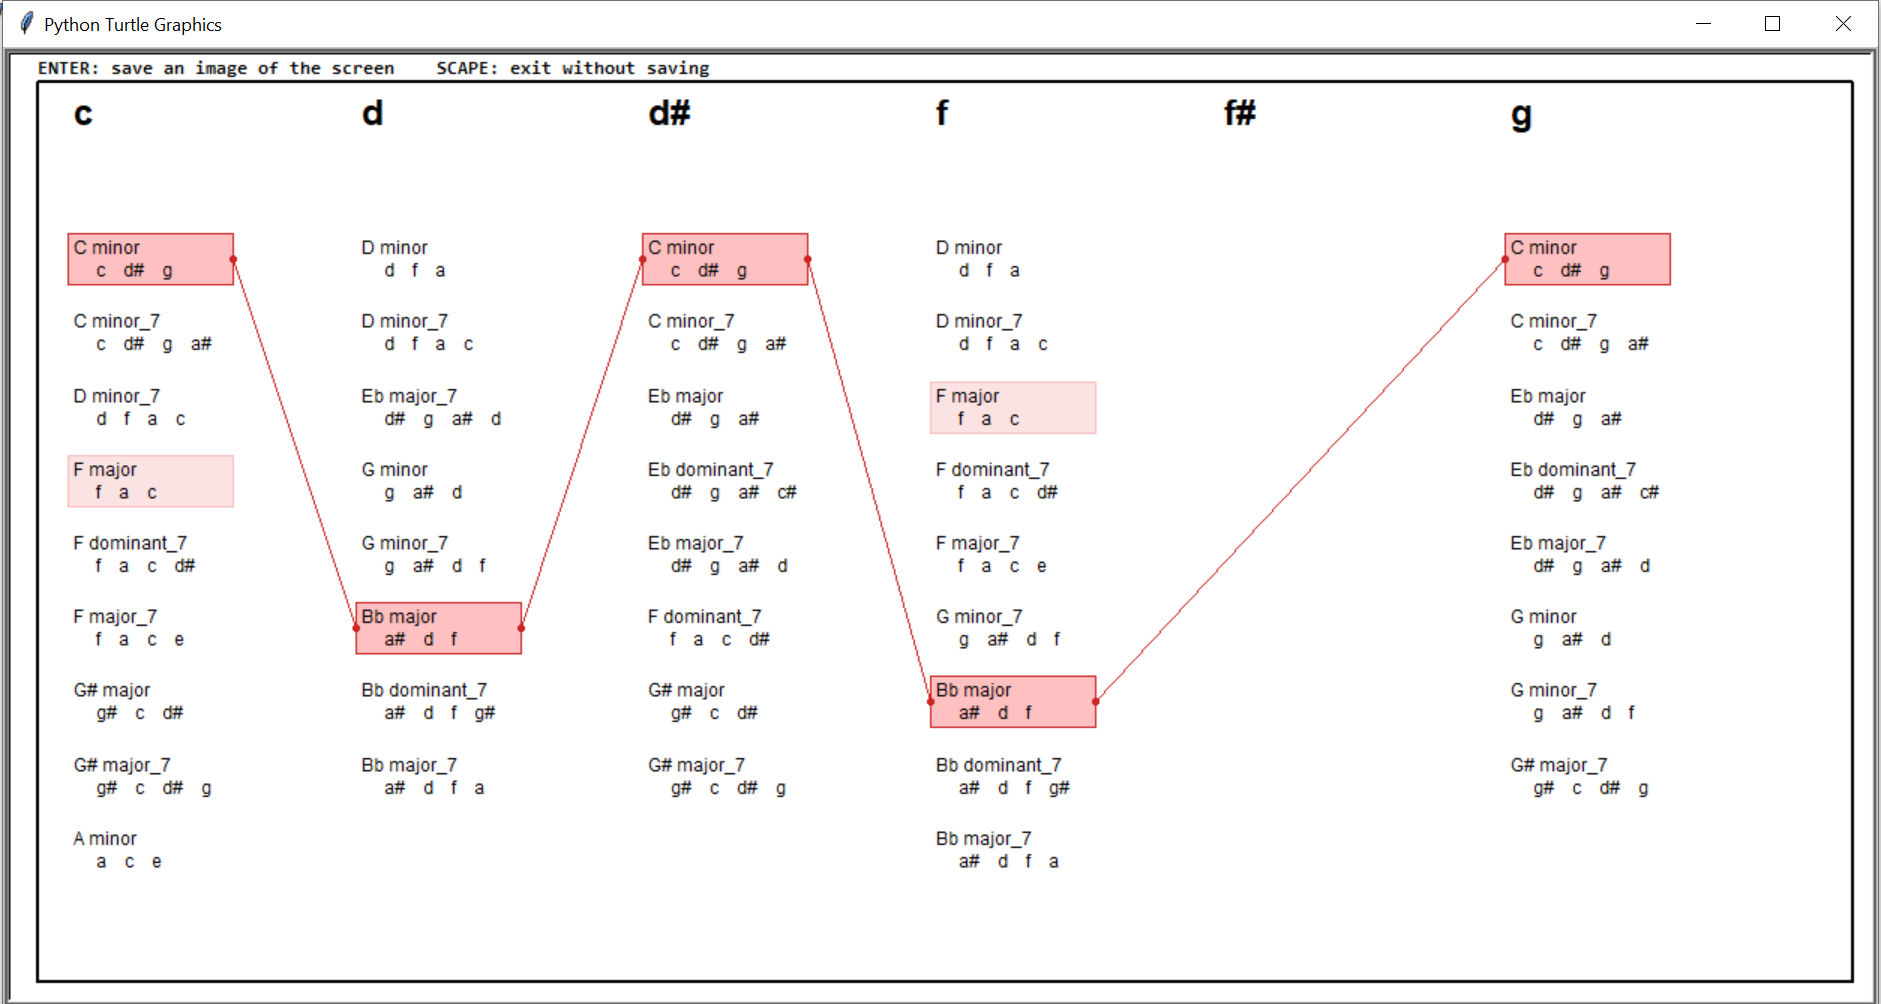 Python Turtle Graphics
ENTER: save an image of the screen    SCAPE: exit without saving
c
C minor
c d# g
C minor_7
c d# g a#
D minor_7
d f a c
F major
f a c
F dominant_7
f a c d#
F major_7
f a c e
G# major
g# c d#
G# major_7
g# c d# g
A minor
a c e
d
D minor
d f a
D minor_7
d f a c
Eb major_7
d# g a# d
G minor
g a# d
G minor_7
g a# d f
Bb major
a# d f
Bb dominant_7
a# d f g#
Bb major_7
a# d f a
d#
C minor
c d# g
C minor_7
c d# g a#
Eb major
d# g a#
Eb dominant_7
d# g a# c#
Eb major_7
d# g a# d
F dominant_7
f a c d#
G# major
g# c d#
G# major_7
g# c d# g
f
D minor
d f a
D minor_7
d f a c
F major
f a c
F dominant_7
f a c d#
F major_7
f a c e
G minor_7
g a# d f
Bb major
a# d f
Bb dominant_7
a# d f g#
Bb major_7
a# d f a
f#
g
C minor
c d# g
C minor_7
c d# g a#
Eb major
d# g a#
Eb dominant_7
d# g a# c#
Eb major_7
d# g a# d
G minor
g a# d
G minor_7
g a# d f
G# major_7
g# c d# g